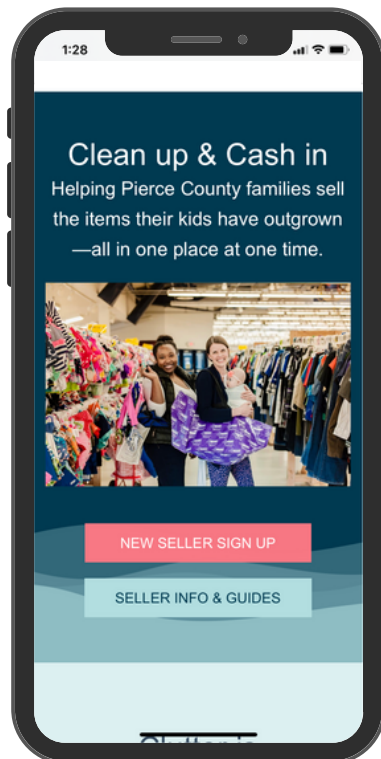 1:28
Clean up & Cash in
Helping Pierce County families sell
the items their kids have outgrown
—all in one place at one time.
NEW SELLER SIGN UP
SELLER INFO & GUIDES